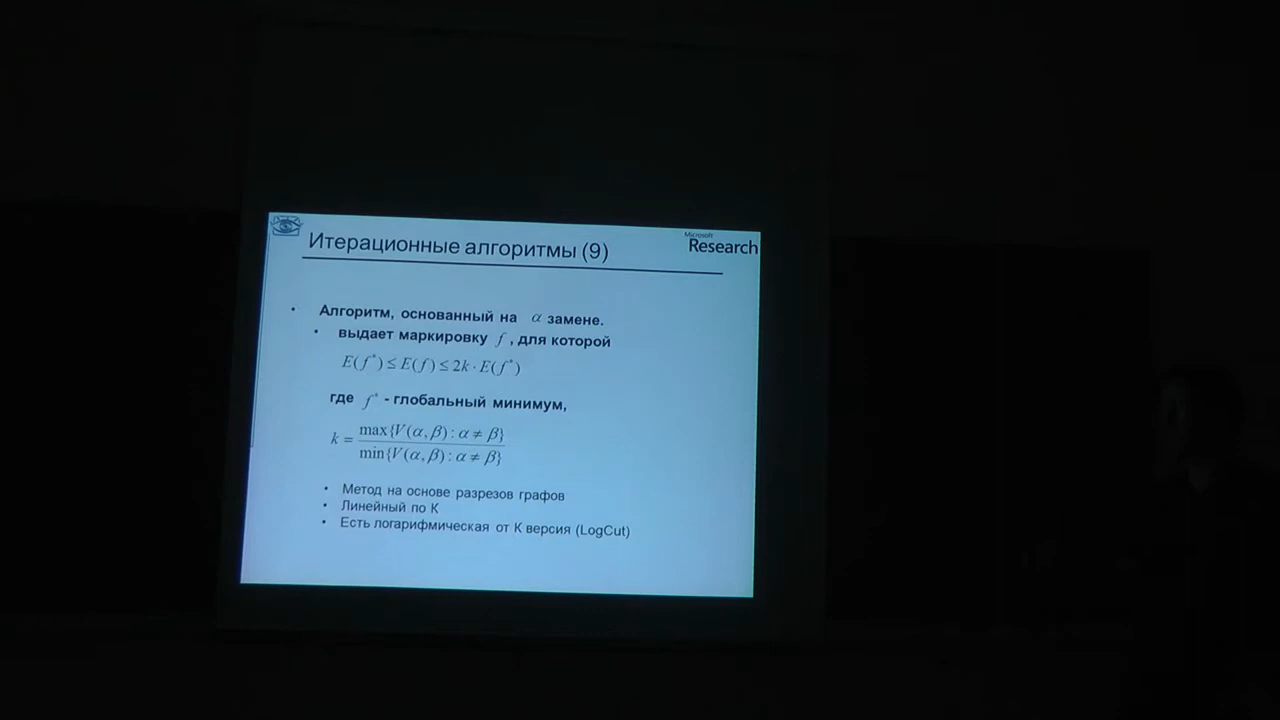 Итерационные алгоритмы (9)
Microsoft
Research
• Алгоритм, основанный на α замене.
• выдает маркировку f , для которой
E(f*) ≤ E(f) ≤ 2k · E(f*)
где f* - глобальный минимум,
k = max{V(α, β) : α ≠ β}
min{V(α, β) : α ≠ β}
• Метод на основе разрезов графов
• Линейный по К
• Есть логарифмическая от К версия (LogCut)